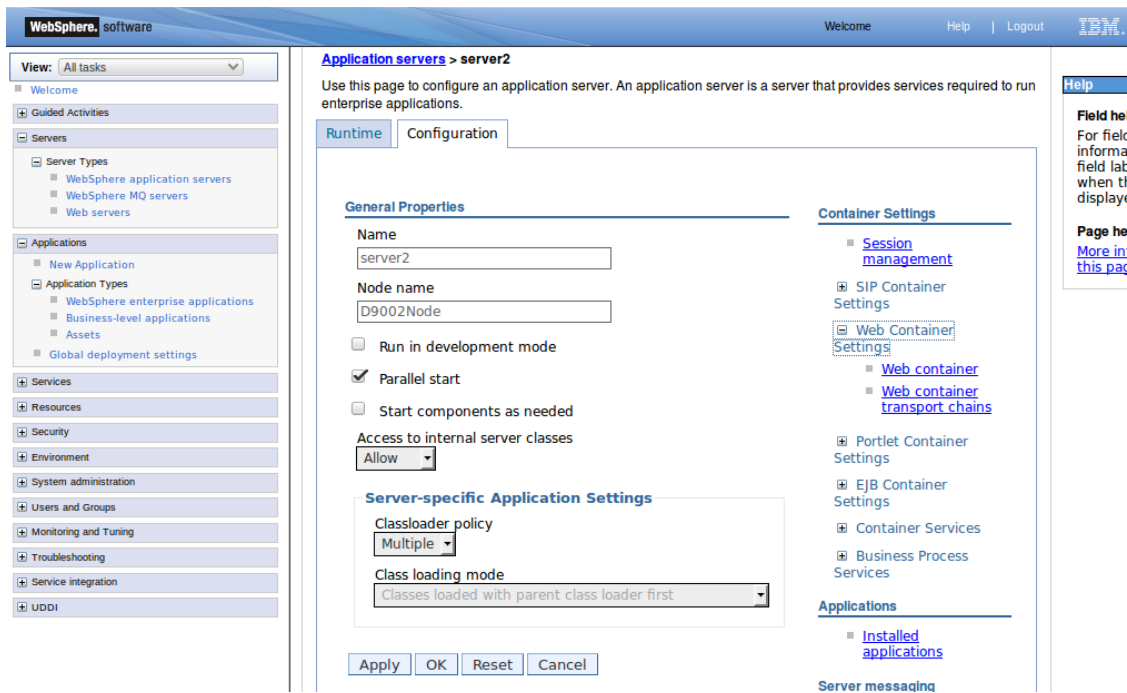 WebSphere. software
Welcome
Help | Logout
IBM.
View: All tasks
Welcome
Guided Activities
Servers
Server Types
WebSphere application servers
WebSphere MQ servers
Web servers
Applications
New Application
Application Types
WebSphere enterprise applications
Business-level applications
Assets
Global deployment settings
Services
Resources
Security
Environment
System administration
Users and Groups
Monitoring and Tuning
Troubleshooting
Service integration
UDDI
Application servers > server2
Use this page to configure an application server. An application server is a server that provides services required to run
enterprise applications.
Runtime
Configuration
General Properties
Name
server2
Node name
D9002Node
Run in development mode
Parallel start
Start components as needed
Access to internal server classes
Allow
Server-specific Application Settings
Classloader policy
Multiple
Class loading mode
Classes loaded with parent class loader first
Apply
OK
Reset
Cancel
Container Settings
Session
management
SIP Container
Settings
Web Container
Settings
Web container
Web container
transport chains
Portlet Container
Settings
EJB Container
Settings
Container Services
Business Process
Services
Applications
Installed
applications
Server messaging
Help
Field
For
field
when
Page
More